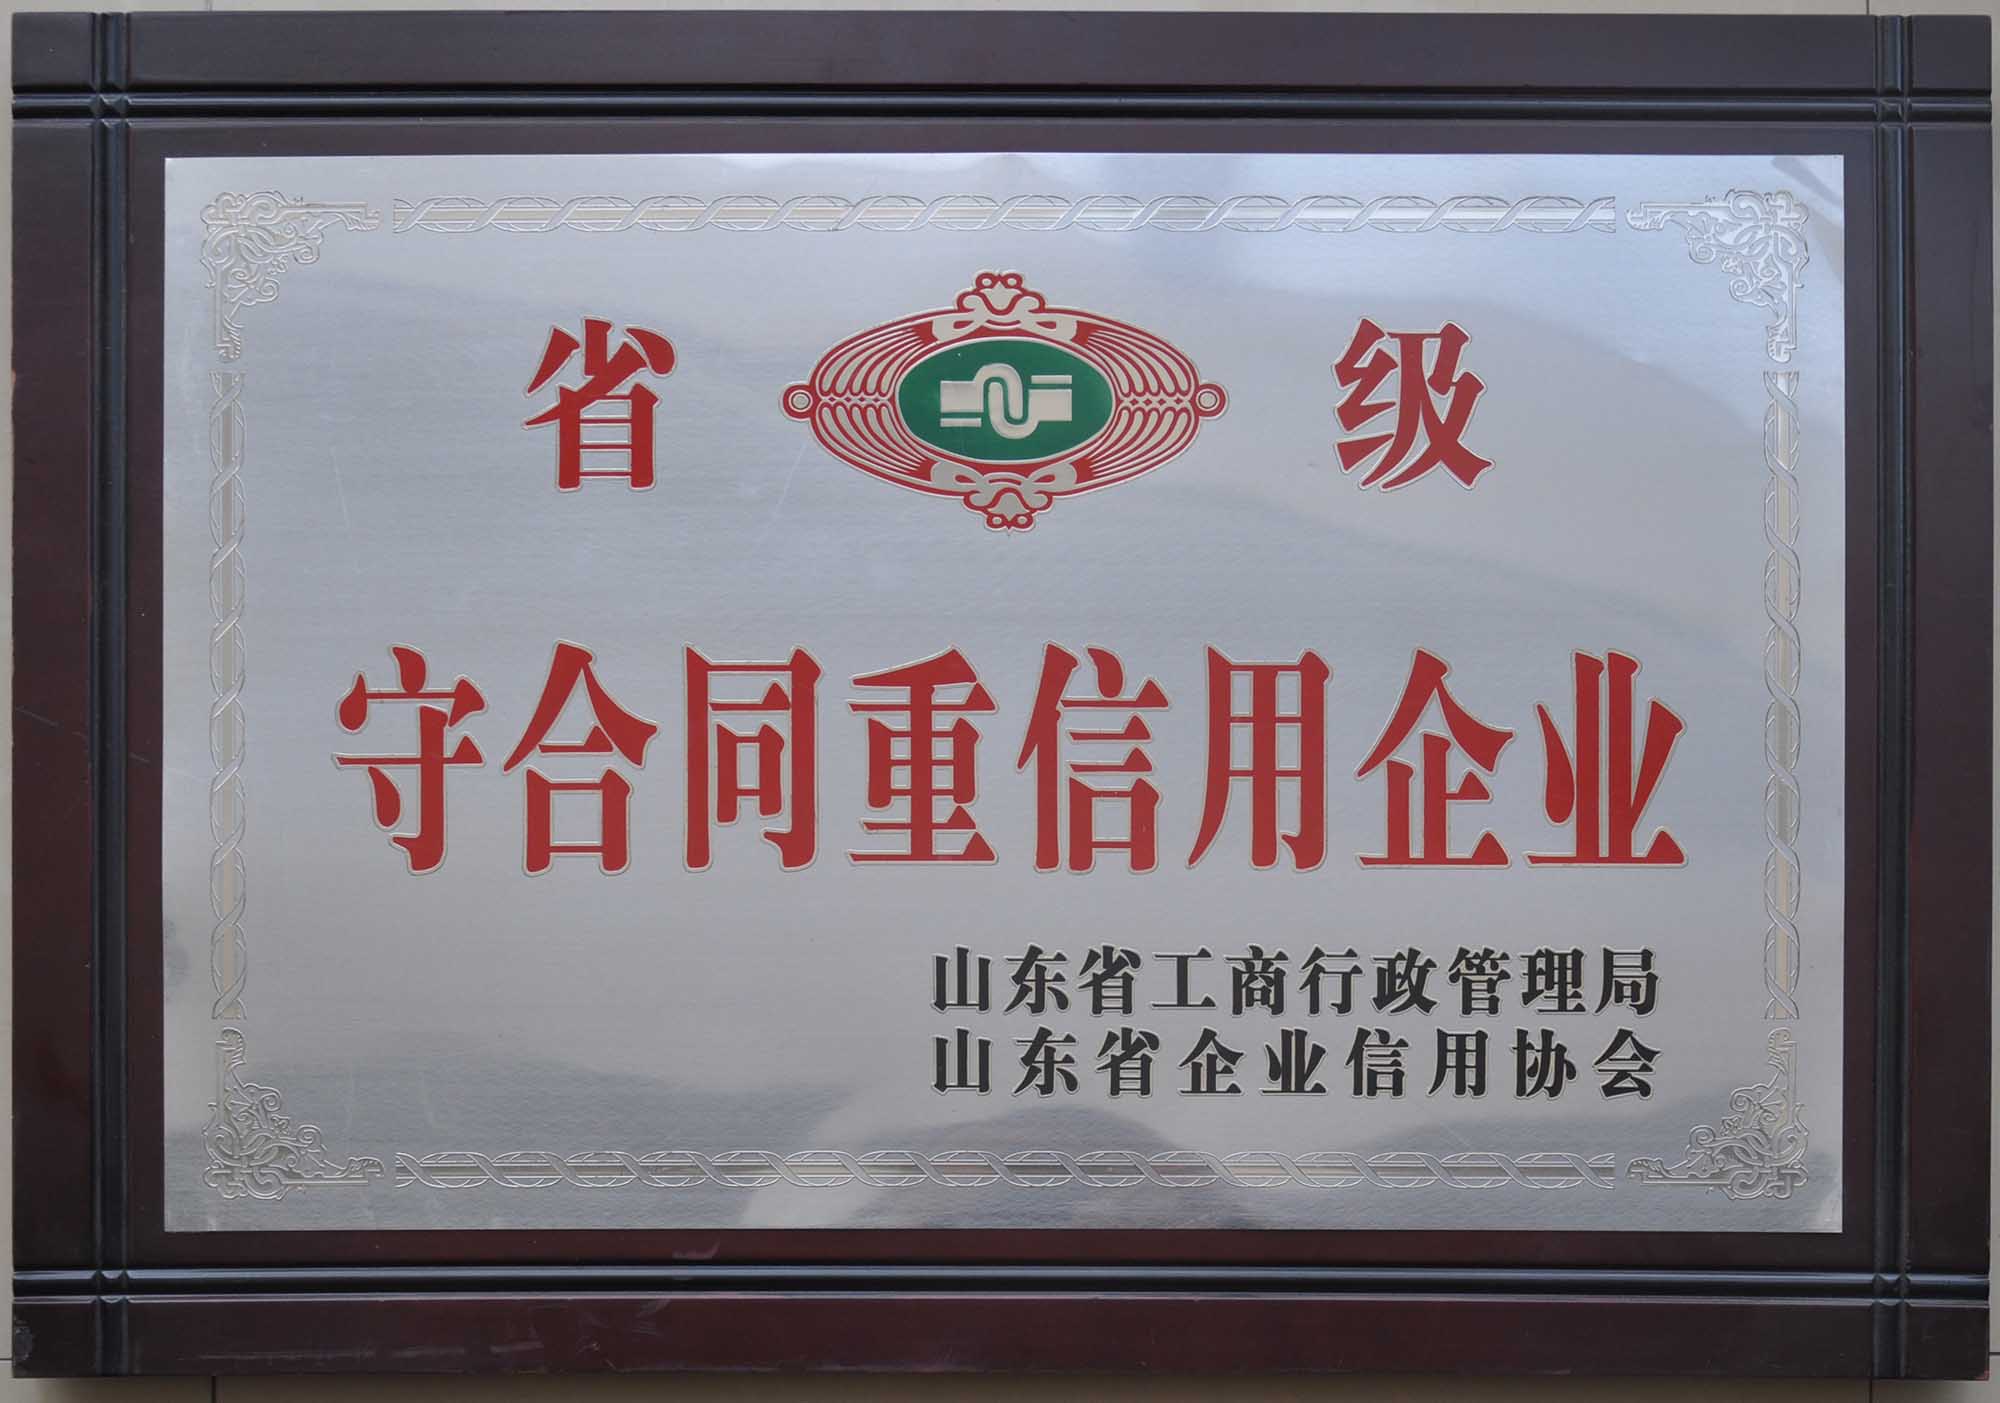 省 级
守合同重信用企业
山东省工商行政管理局
山东省企业信用协会